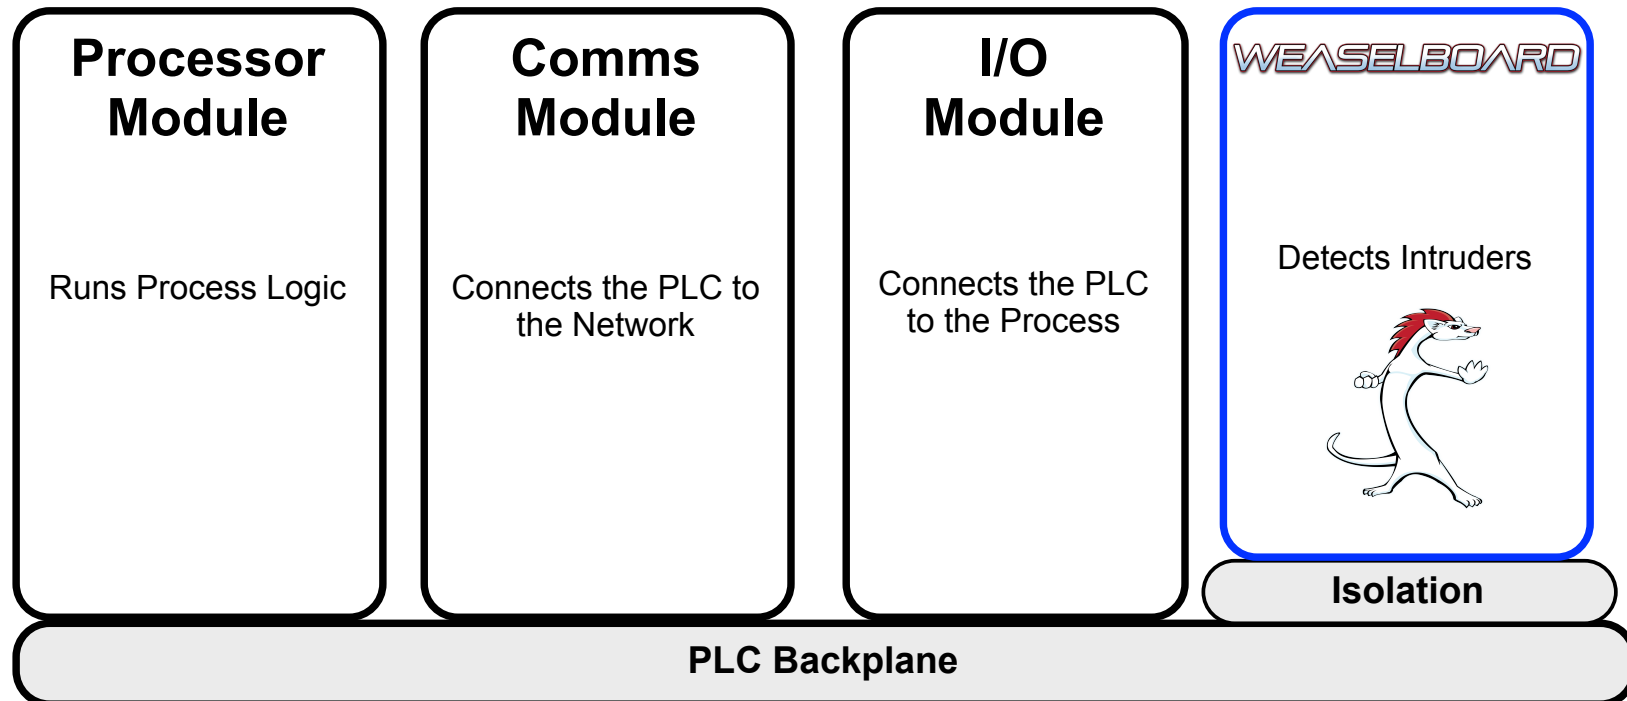 Processor
Module
Runs Process Logic
Comms
Module
Connects the PLC to
the Network
I/O
Module
Connects the PLC
to the Process
WEASELBOARD
Detects Intruders
Isolation
PLC Backplane